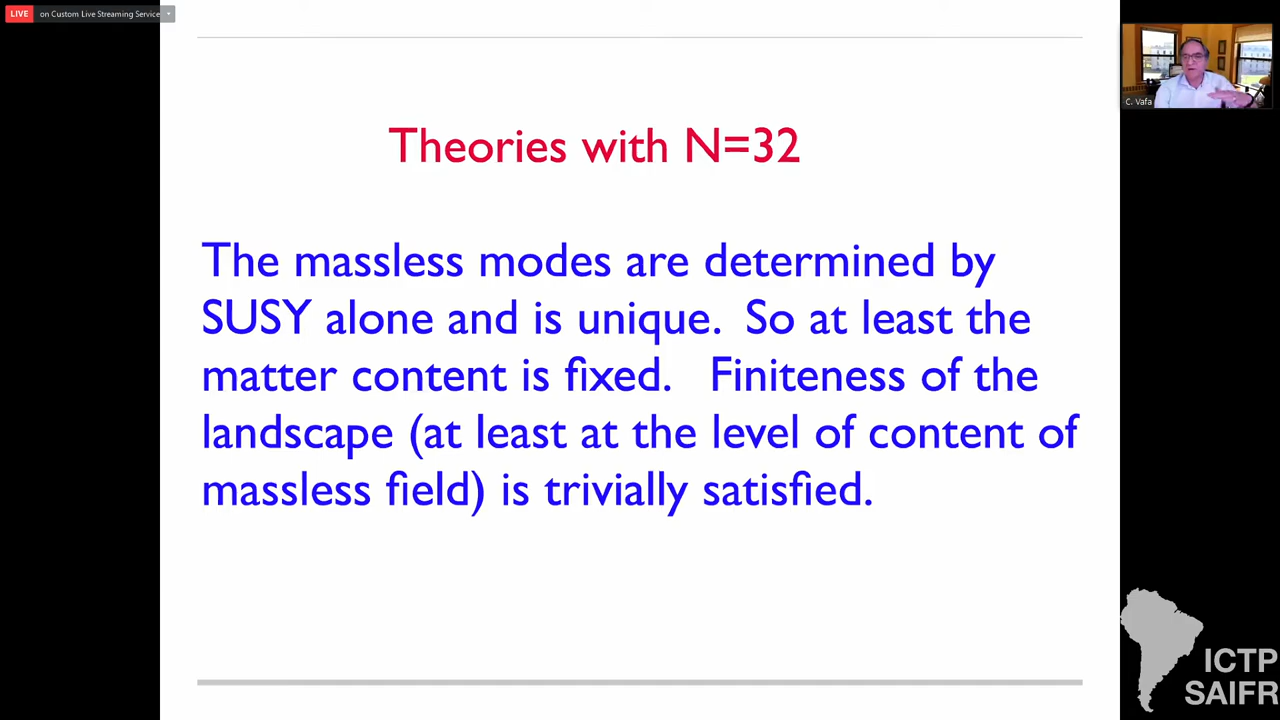 LIVE on Custom Live Streaming Service
C. Vafa
Theories with N=32
The massless modes are determined by
SUSY alone and is unique. So at least the
matter content is fixed. Finiteness of the
landscape (at least at the level of content of
massless field) is trivially satisfied.
ICTP
SAIFR